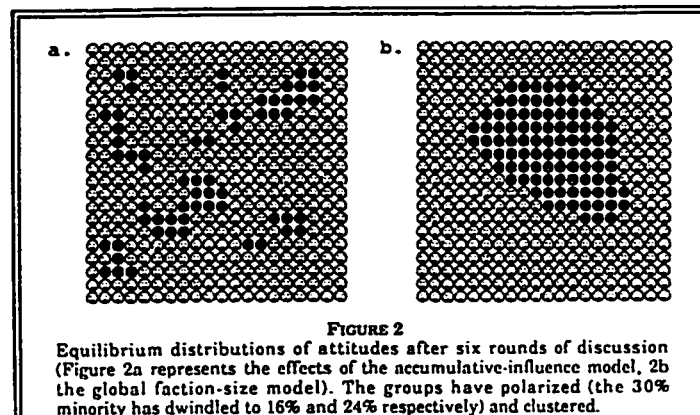 a.
b.
FIGURE 2
Equilibrium distributions of attitudes after six rounds of discussion
(Figure 2a represents the effects of the accumulative-influence model, 2b
the global faction-size model). The groups have polarized (the 30%
minority has dwindled to 16% and 24% respectively) and clustered.